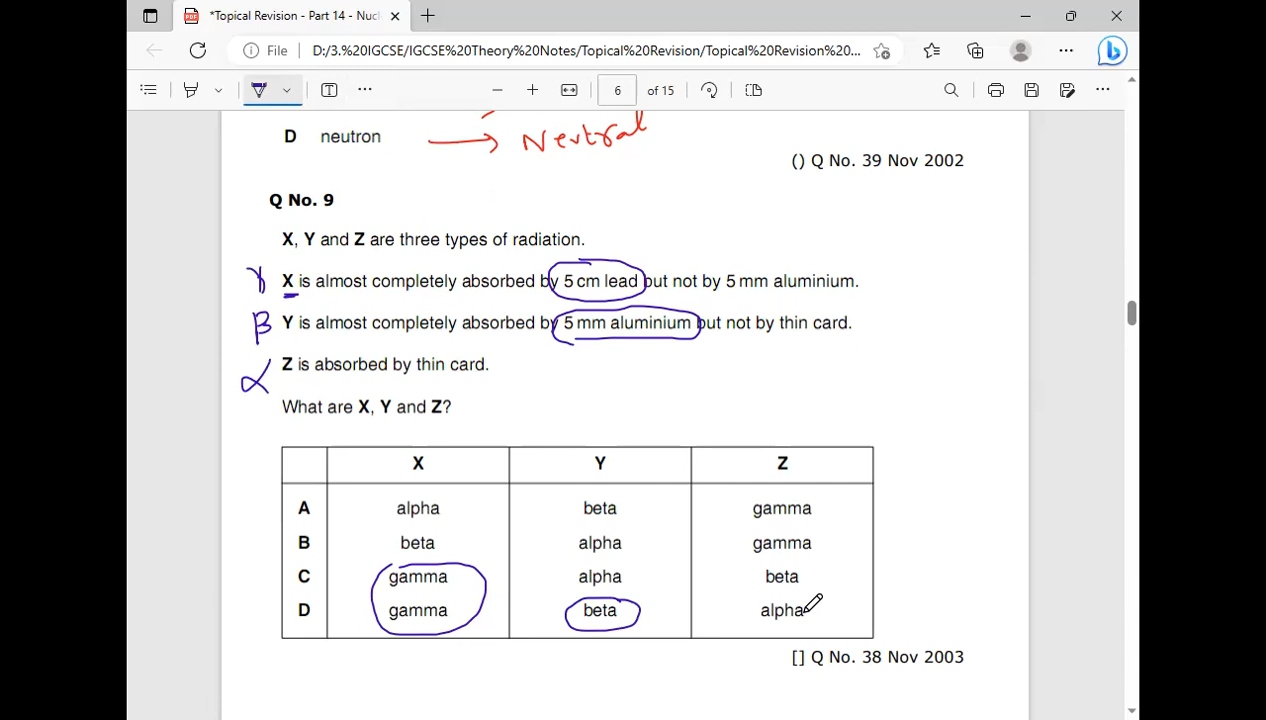 *Topical Revision - Part 14 - Nucl
File D:/3.%20IGCSE/IGCSE%20Theory%20Notes/Topical%20Revision/Topical%20Revision%20...
6 of 15
D neutron Neutral
() Q No. 39 Nov 2002
Q No. 9
X, Y and Z are three types of radiation.
γ X is almost completely absorbed by 5 cm lead but not by 5 mm aluminium.
β Y is almost completely absorbed by 5 mm aluminium but not by thin card.
α Z is absorbed by thin card.
What are X, Y and Z?
X Y Z
A alpha beta gamma
B beta alpha gamma
C gamma alpha beta
D gamma beta alpha
[] Q No. 38 Nov 2003